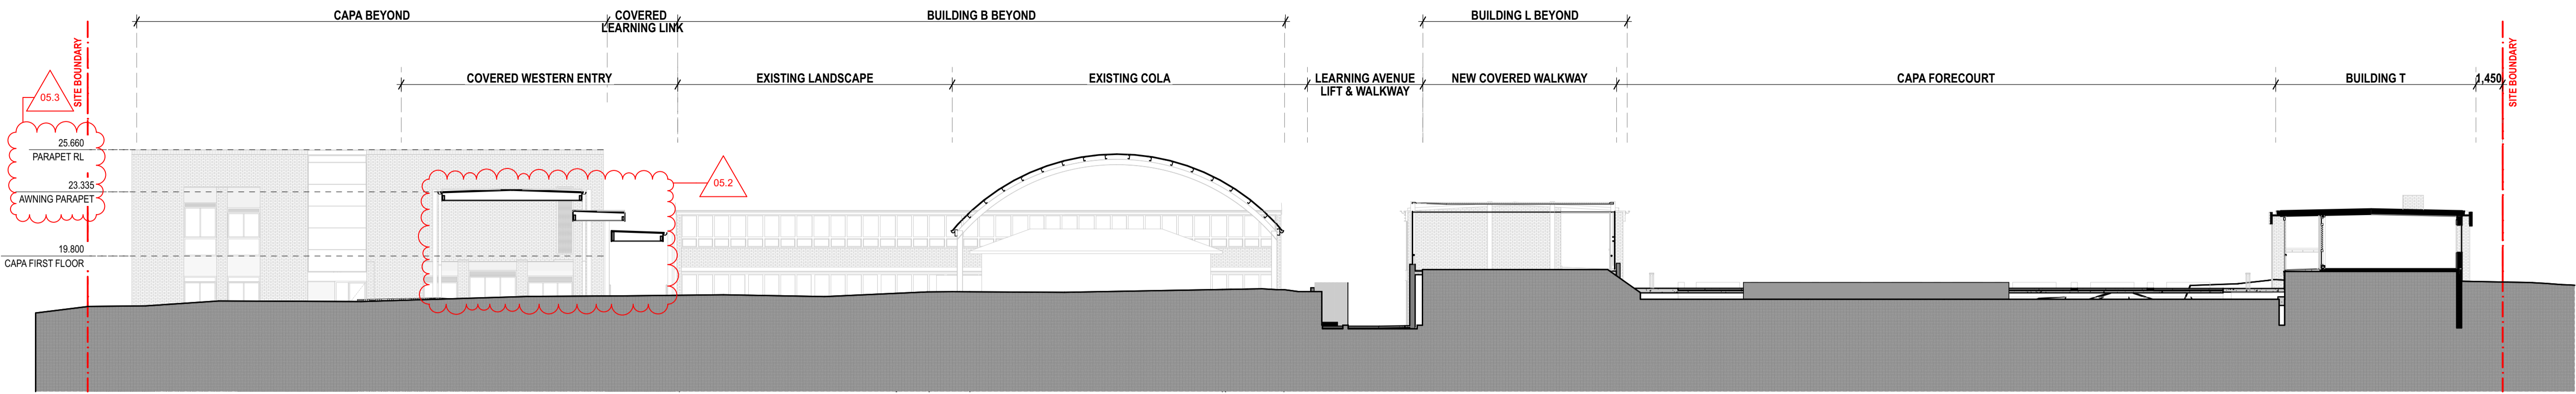 CAPA BEYOND
COVERED
LEARNING LINK
BUILDING B BEYOND
BUILDING L BEYOND
SITE BOUNDARY
SITE BOUNDARY
COVERED WESTERN ENTRY
EXISTING LANDSCAPE
EXISTING COLA
LEARNING AVENUE
LIFT & WALKWAY
NEW COVERED WALKWAY
CAPA FORECOURT
BUILDING T
1,450
05.3
25.660
PARAPET RL
23.335
AWNING PARAPET
05.2
19.800
CAPA FIRST FLOOR